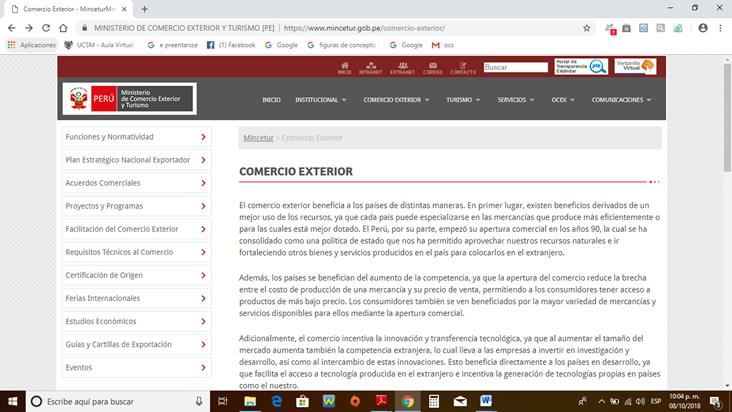 Comercio Exterior - MinceturMin
MINISTERIO DE COMERCIO EXTERIOR Y TURISMO [PE] | https://www.mincetur.gob.pe/comercio-exterior/
Aplicaciones UCSM - Aula Virtual e preentarsse (1) Facebook Google figuras de concepto Google ocs
INICIO INTRANET EXTRANET CORREO CONTACTO Buscar Portal de Transparencia Estándar pte Ventanilla Virtual
PERÚ Ministerio de Comercio Exterior y Turismo
INICIO INSTITUCIONAL COMERCIO EXTERIOR TURISMO SERVICIOS OCEX COMUNICACIONES
Funciones y Normatividad
Plan Estratégico Nacional Exportador
Acuerdos Comerciales
Proyectos y Programas
Facilitación del Comercio Exterior
Requisitos Técnicos al Comercio
Certificación de Origen
Ferias Internacionales
Estudios Económicos
Guías y Cartillas de Exportación
Eventos
Mincetur > Comercio Exterior
COMERCIO EXTERIOR
El comercio exterior beneficia a los países de distintas maneras. En primer lugar, existen beneficios derivados de un
mejor uso de los recursos, ya que cada país puede especializarse en las mercancías que produce más eficientemente o
para las cuales está mejor dotado. El Perú, por su parte, empezó su apertura comercial en los años 90, la cual se ha
consolidado como una política de estado que nos ha permitido aprovechar nuestros recursos naturales e ir
fortaleciendo otros bienes y servicios producidos en el país para colocarlos en el extranjero.
Además, los países se benefician del aumento de la competencia, ya que la apertura del comercio reduce la brecha
entre el costo de producción de una mercancía y su precio de venta, permitiendo a los consumidores tener acceso a
productos de más bajo precio. Los consumidores también se ven beneficiados por la mayor variedad de mercancías y
servicios disponibles para ellos mediante la apertura comercial.
Adicionalmente, el comercio incentiva la innovación y transferencia tecnológica, ya que al aumentar el tamaño del
mercado aumenta también la competencia extranjera, lo cual lleva a las empresas a invertir en investigación y
desarrollo, así como al intercambio de estas innovaciones. Esto beneficia directamente a los países en desarrollo, ya
que facilita el acceso a tecnología producida en el extranjero e incentiva la generación de tecnologías propias en países
como el nuestro.
Escribe aquí para buscar
ESP
10:04 p. m.
08/10/2018